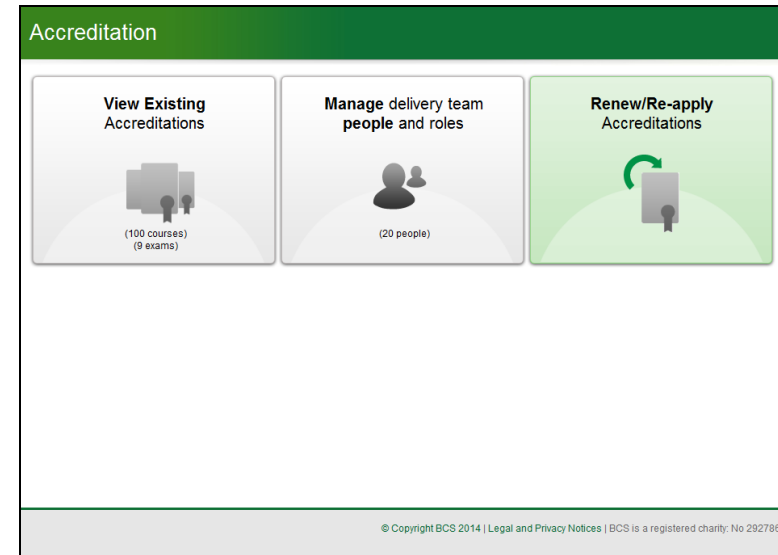 Accreditation
View Existing
Accreditations
(100 courses)
(9 exams)
Manage delivery team
people and roles
(20 people)
Renew/Re-apply
Accreditations
© Copyright BCS 2014 | Legal and Privacy Notices | BCS is a registered charity: No 292786